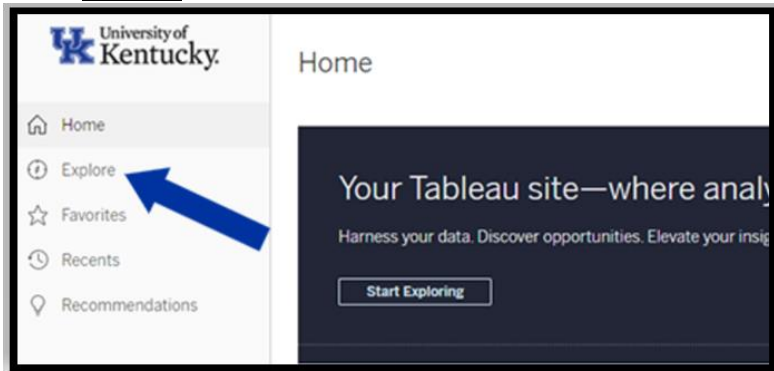 University of
Kentucky.
Home
Home
Explore
Favorites
Recents
Recommendations
Your Tableau site—where analy
Harness your data. Discover opportunities. Elevate your insig
Start Exploring